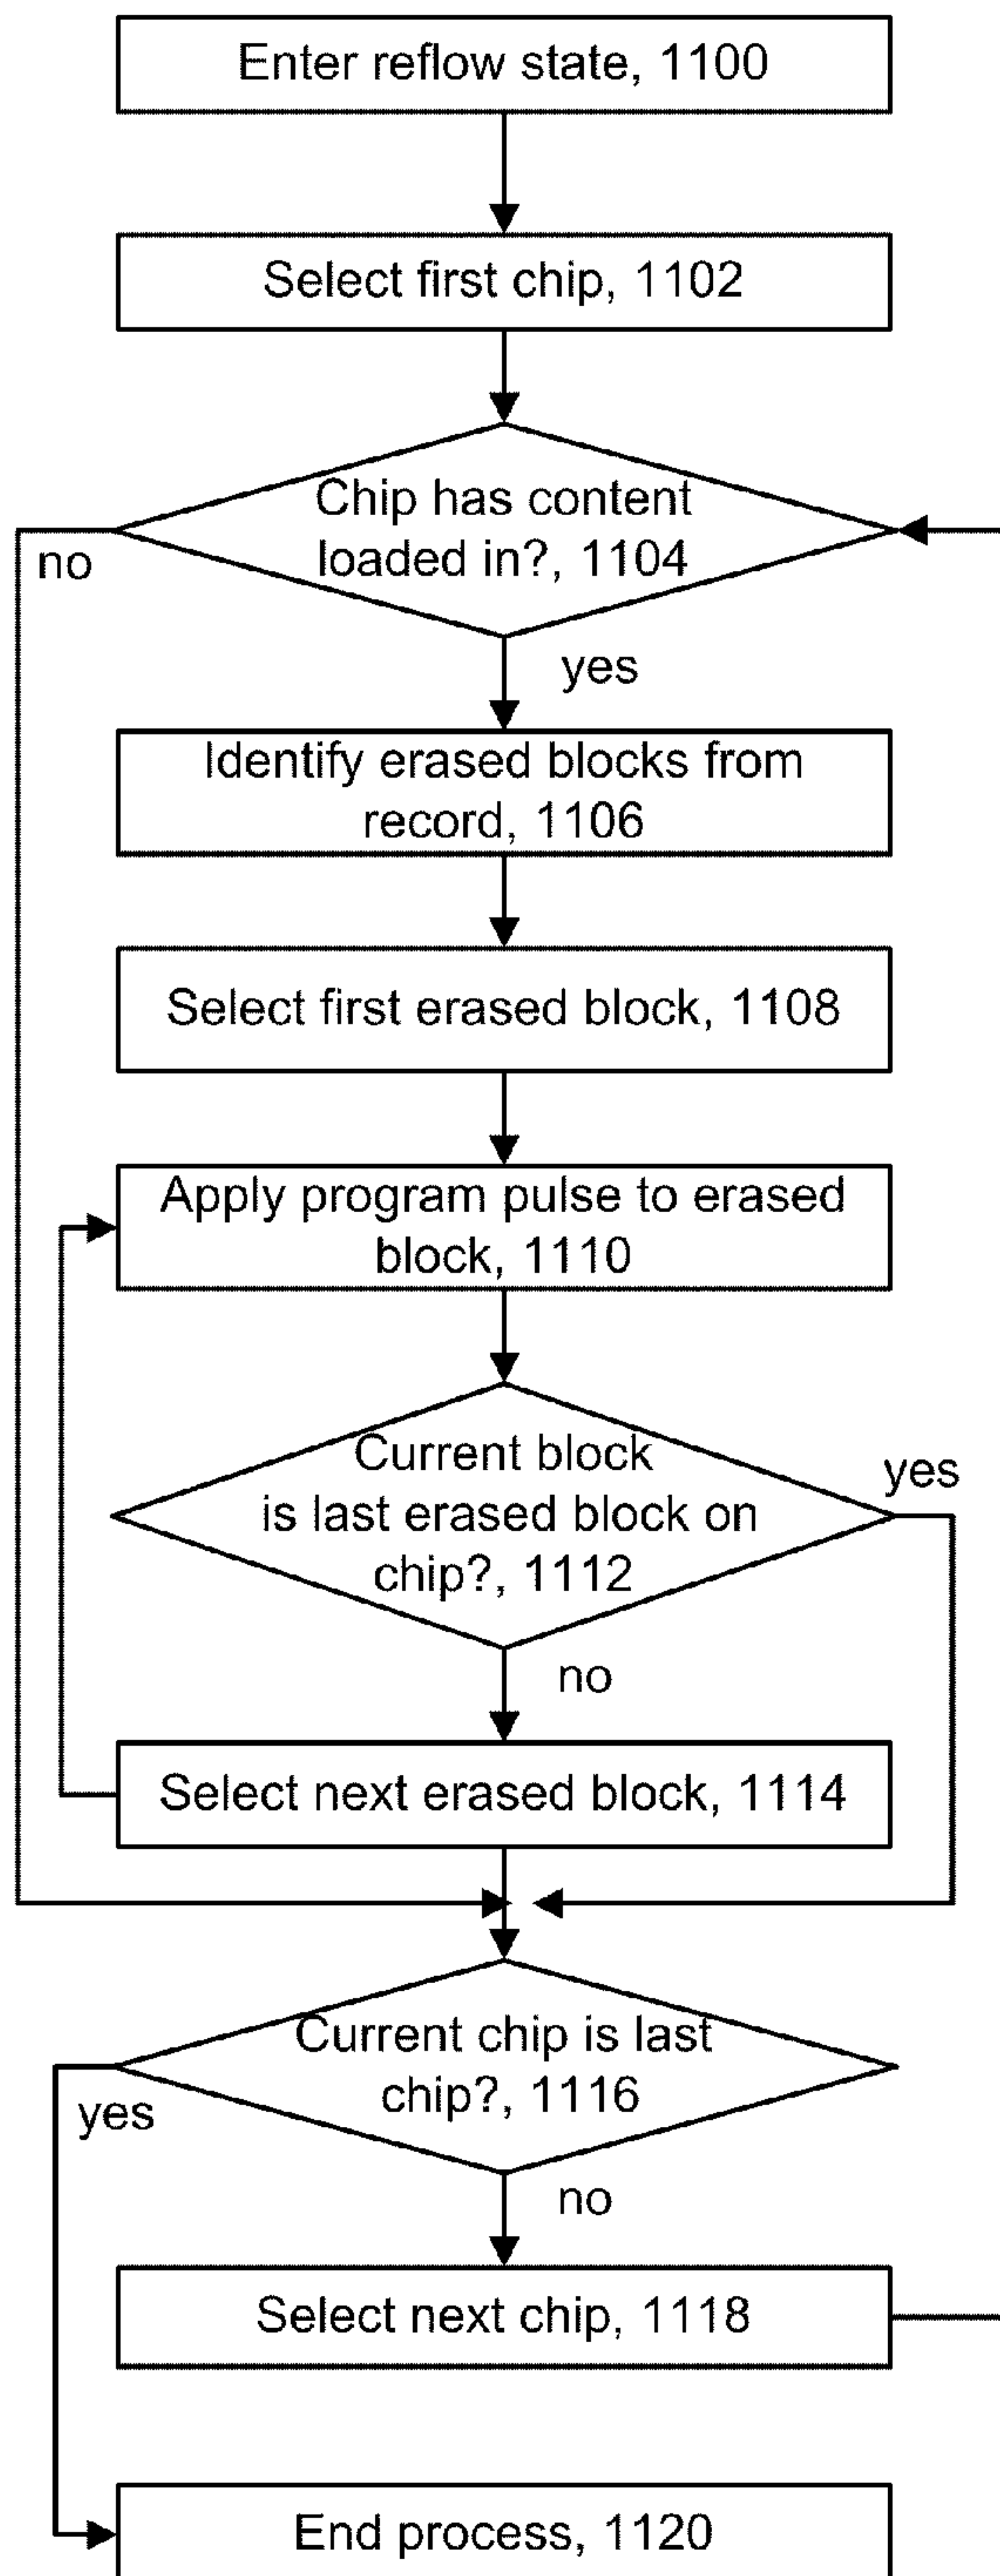 Enter reflow state, 1100
Select first chip, 1102
Chip has content
loaded in?, 1104
no
yes
Identify erased blocks from
record, 1106
Select first erased block, 1108
Apply program pulse to erased
block, 1110
Current block
is last erased block on
chip?, 1112
yes
no
Select next erased block, 1114
Current chip is last
chip?, 1116
yes
no
Select next chip, 1118
End process, 1120